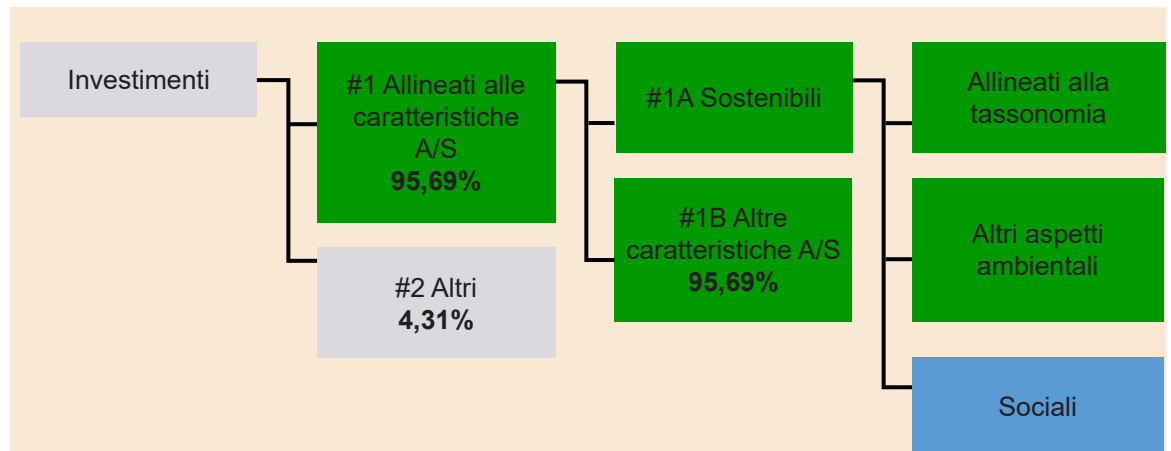 Investimenti
#1 Allineati alle
caratteristiche
A/S
95,69%
#2 Altri
4,31%
#1A Sostenibili
#1B Altre
caratteristiche A/S
95,69%
Allineati alla
tassonomia
Altri aspetti
ambientali
Sociali